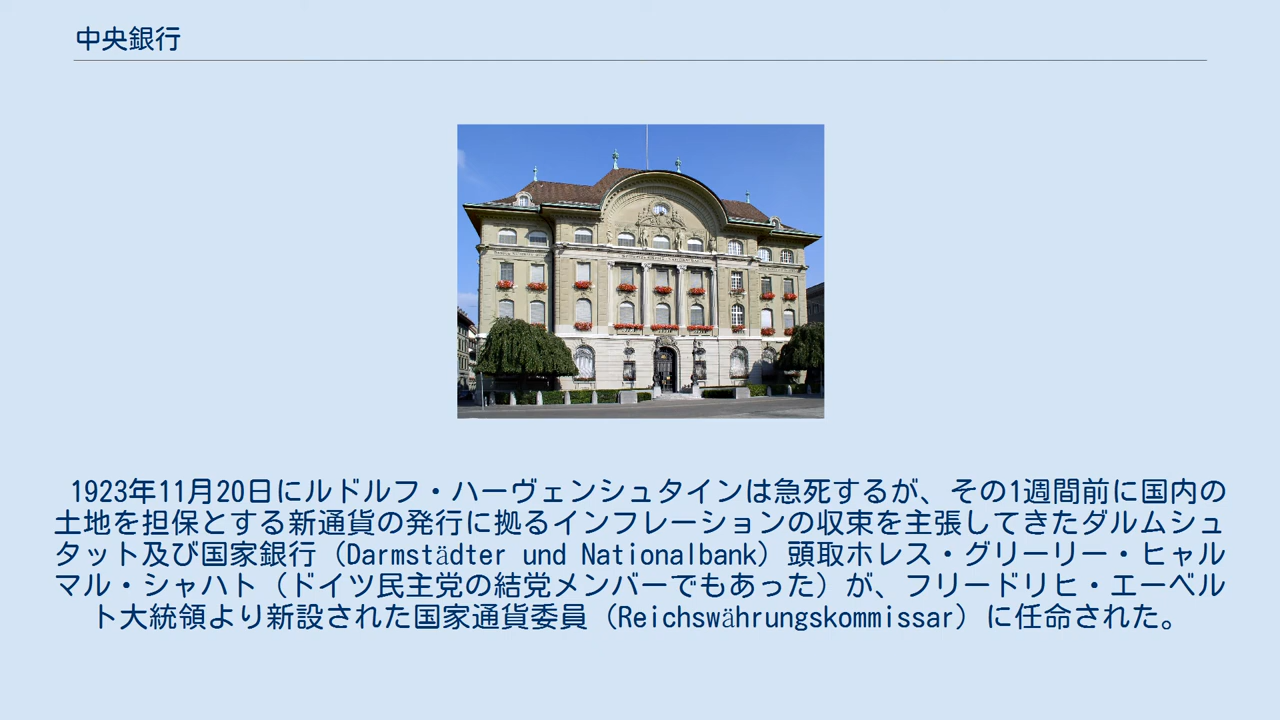 中央銀行
1923年11月20日にルドルフ・ハーヴェンシュタインは急死するが、その1週間前に国内の
土地を担保とする新通貨の発行に拠るインフレーションの収束を主張してきたダルムシュ
タット及び国家銀行（Darmstädter und Nationalbank）頭取ホレス・グリーリー・ヒャル
マル・シャハト（ドイツ民主党の結党メンバーでもあった）が、フリードリヒ・エーベル
ト大統領より新設された国家通貨委員（Reichswährungskommissar）に任命された。